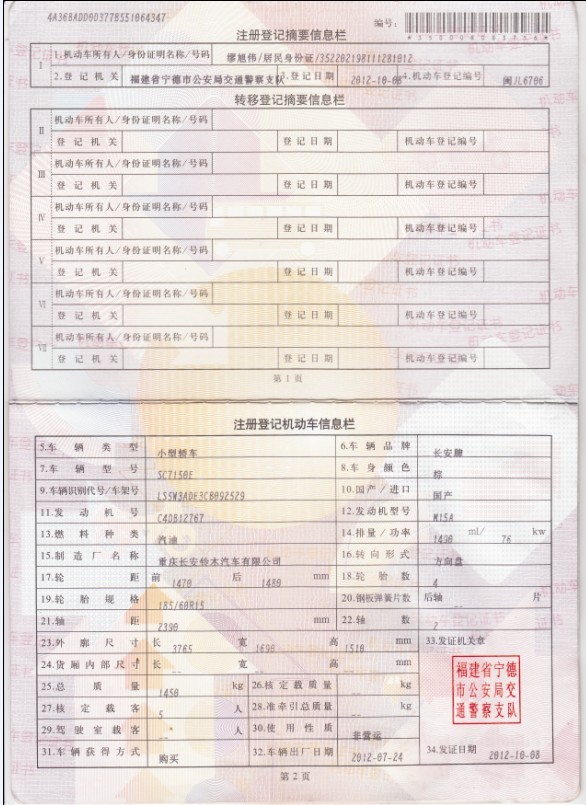 4A368ADD0D377B551064347
编号：
注册登记摘要信息栏
I 1.机动车所有人/身份证明名称/号码 缪旭伟/居民身份证/352202198111281012
2.登记机关 福建省宁德市公安局交通警察支队 3.登记日期 2012-10-08 4.机动车登记编号 闽JL6T06
转移登记摘要信息栏
II 机动车所有人/身份证明名称/号码
登记机关 登记日期 机动车登记编号
III 机动车所有人/身份证明名称/号码
登记机关 登记日期 机动车登记编号
IV 机动车所有人/身份证明名称/号码
登记机关 登记日期 机动车登记编号
V 机动车所有人/身份证明名称/号码
登记机关 登记日期 机动车登记编号
VI 机动车所有人/身份证明名称/号码
登记机关 登记日期 机动车登记编号
VII 机动车所有人/身份证明名称/号码
登记机关 登记日期 机动车登记编号
第 1 页
注册登记机动车信息栏
5.车辆类型 小型轿车 6.车辆品牌 长安牌
7.车辆型号 SC7150E 8.车身颜色 棕
9.车辆识别代号/车架号 LS5W3ADE3CB092529 10.国产/进口 国产
11.发动机号 C4DB12767 12.发动机型号 M15A
13.燃料种类 汽油 14.排量/功率 1490 ml/ 76 kw
15.制造厂名称 重庆长安铃木汽车有限公司 16.转向形式 方向盘
17.轮距 前 1470 后 1480 mm 18.轮胎数 4
19.轮胎规格 185/60R15 20.钢板弹簧片数 后轴 -- 片
21.轴距 2390 mm 22.轴数 2
23.外廓尺寸 长 3765 宽 1690 高 1510 mm 33.发证机关章
24.货厢内部尺寸 长 -- 宽 -- 高 -- mm
福建省宁德
市公安局交
通警察支队
25.总质量 1450 kg 26.核定载质量 -- kg
27.核定载客 5 人 28.准牵引总质量 -- kg
29.驾驶室载客 -- 人 30.使用性质 非营运
31.车辆获得方式 购买 32.车辆出厂日期 2012-07-24 34.发证日期 2012-10-08
第 2 页